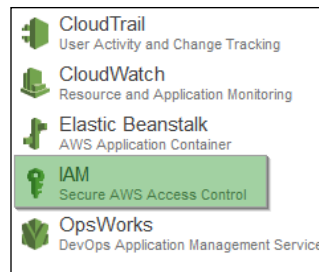 CloudTrail
User Activity and Change Tracking
CloudWatch
Resource and Application Monitoring
Elastic Beanstalk
AWS Application Container
IAM
Secure AWS Access Control
OpsWorks
DevOps Application Management Service